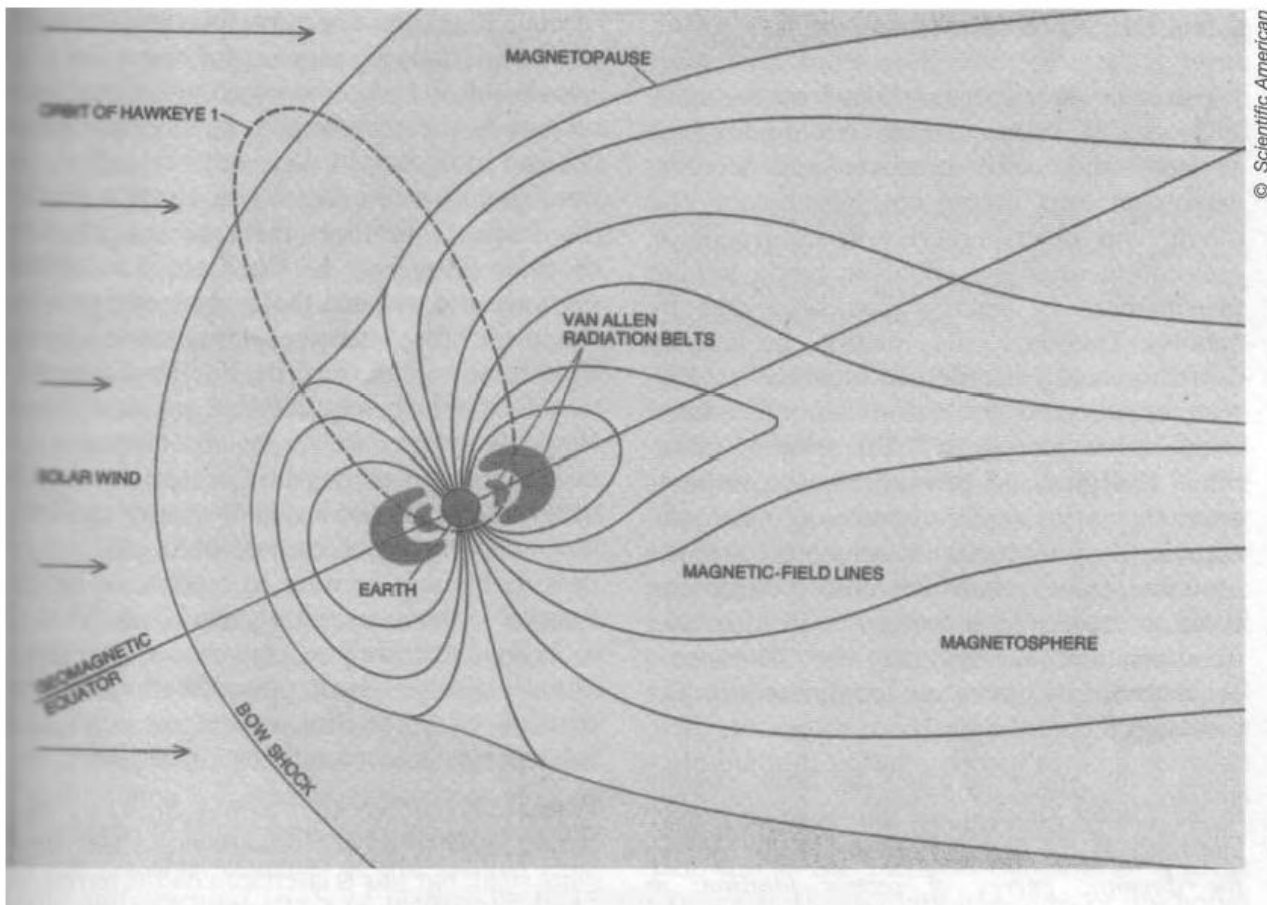 © Scientific American
MAGNETOPAUSE
ORBIT OF HAWKEYE 1
VAN ALLEN
RADIATION BELTS
SOLAR WIND
EARTH
MAGNETIC-FIELD LINES
MAGNETOSPHERE
GEOMAGNETIC
EQUATOR
BOW SHOCK